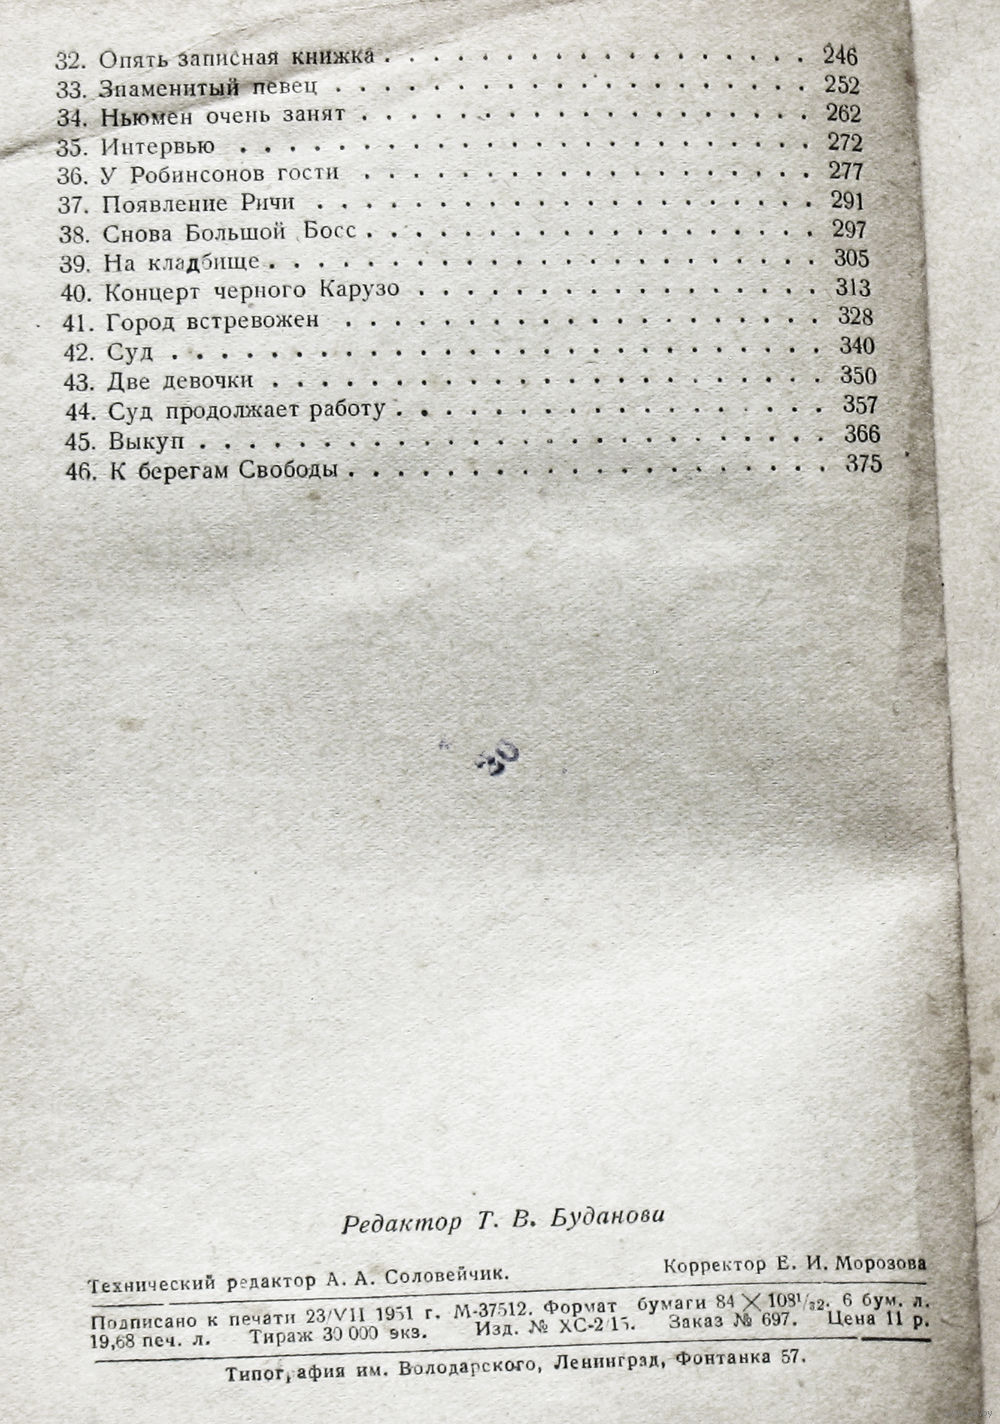 32. Опять записная книжка . . . . . . . . . . . . . . . . . . 246
33. Знаменитый певец . . . . . . . . . . . . . . . . . . . . 252
34. Ньюмен очень занят . . . . . . . . . . . . . . . . . . 262
35. Интервью . . . . . . . . . . . . . . . . . . . . . . . 272
36. У Робинсонов гости . . . . . . . . . . . . . . . . . . 277
37. Появление Ричи . . . . . . . . . . . . . . . . . . . . 291
38. Снова Большой Босс . . . . . . . . . . . . . . . . . . 297
39. На кладбище . . . . . . . . . . . . . . . . . . . . . . 305
40. Концерт черного Карузо . . . . . . . . . . . . . . . . 313
41. Город встревожен . . . . . . . . . . . . . . . . . . . 328
42. Суд . . . . . . . . . . . . . . . . . . . . . . . . . . 340
43. Две девочки . . . . . . . . . . . . . . . . . . . . . . 350
44. Суд продолжает работу . . . . . . . . . . . . . . . . . 357
45. Выкуп . . . . . . . . . . . . . . . . . . . . . . . . . 366
46. К берегам Свободы . . . . . . . . . . . . . . . . . . . 375
Редактор Т. В. Буданова
Технический редактор А. А. Соловейчик. Корректор Е. И. Морозова
Подписано к печати 23/VII 1951 г. М-37512. Формат бумаги 84×108¹/₃₂. 6 бум. л.
19,68 печ. л. Тираж 30 000 экз. Изд. № ХС-2 Заказ № 697. Цена 11 р.
Типография им. Володарского, Ленинград, Фонтанка 57.